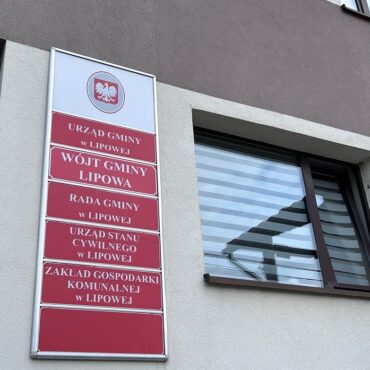 URZĄD GMINY
w LIPOWEJ
WÓJT GMINY
LIPOWA
RADA GMINY
w LIPOWEJ
URZĄD STANU
CYWILNEGO
w LIPOWEJ
ZAKŁAD GOSPODARKI
KOMUNALNEJ
w LIPOWEJ